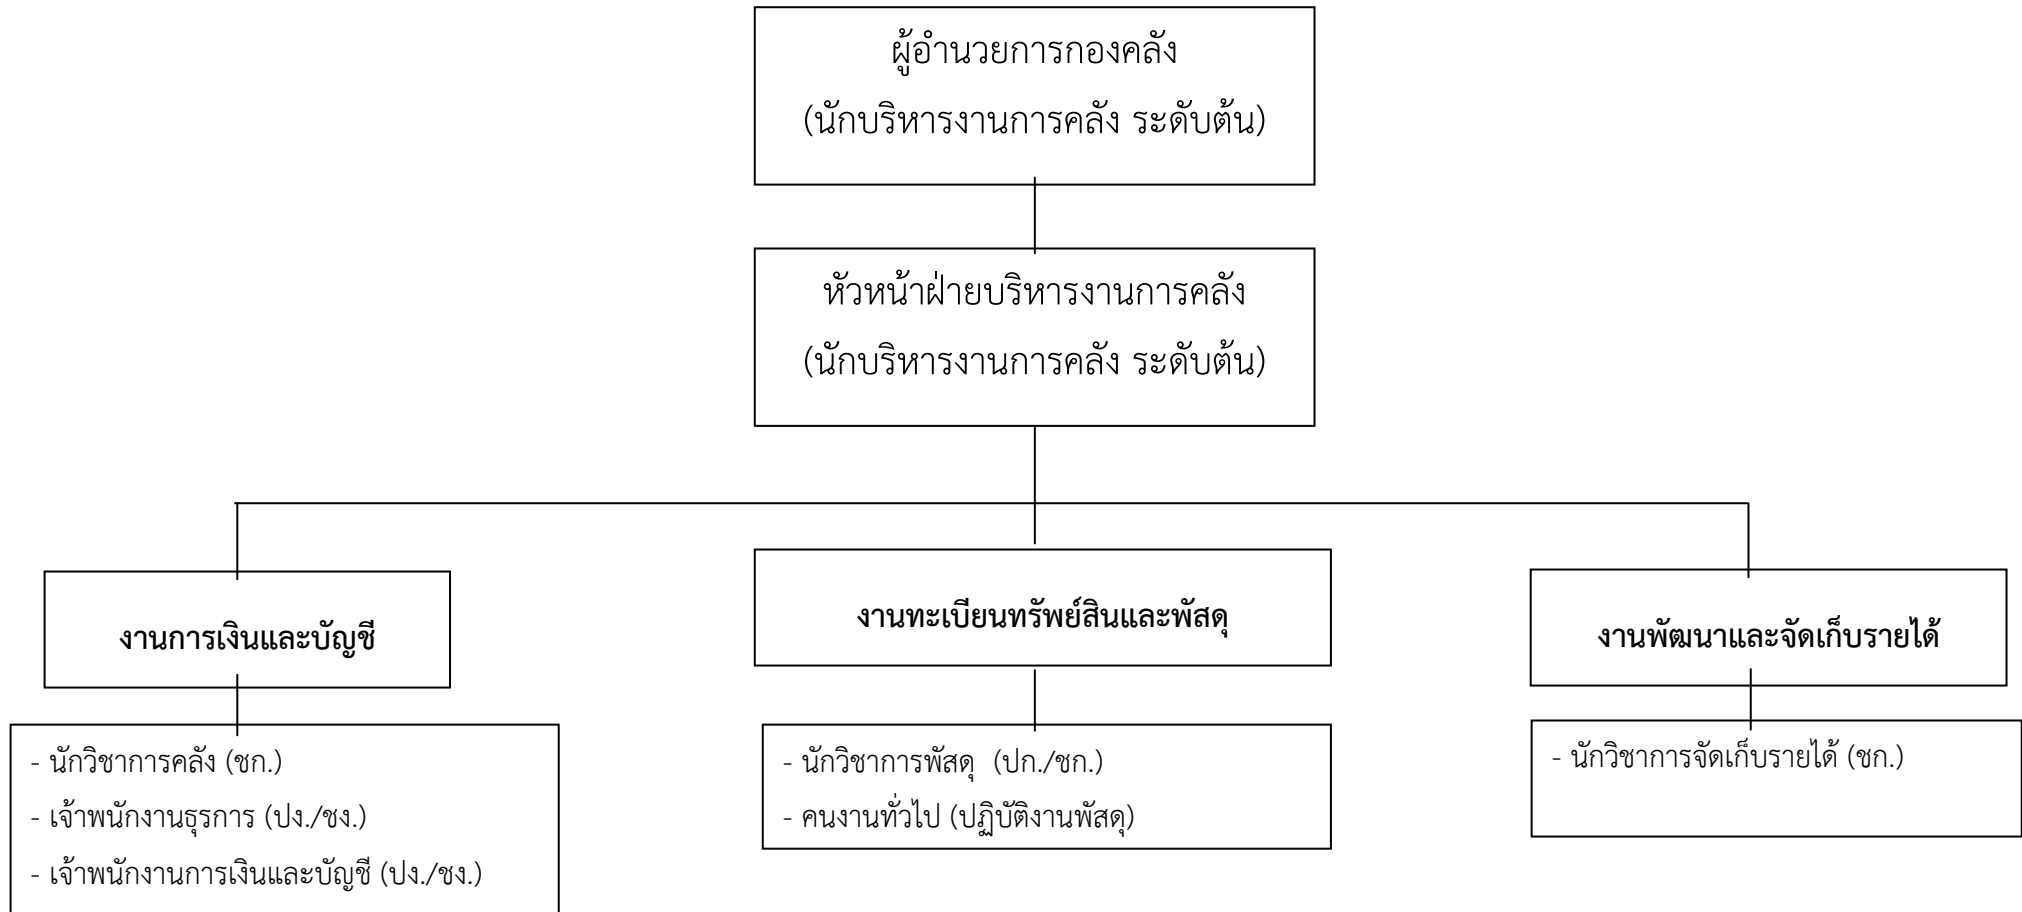 ผู้อำนวยการกองคลัง
(นักบริหารงานการคลัง ระดับต้น)
หัวหน้าฝ่ายบริหารงานการคลัง
(นักบริหารงานการคลัง ระดับต้น)
งานการเงินและบัญชี
- นักวิชาการคลัง (ชก.)
- เจ้าพนักงานธุรการ (ปง./ชง.)
- เจ้าพนักงานการเงินและบัญชี (ปง./ชง.)
งานทะเบียนทรัพย์สินและพัสดุ
- นักวิชาการพัสดุ  (ปก./ชก.)
- คนงานทั่วไป (ปฏิบัติงานพัสดุ)
งานพัฒนาและจัดเก็บรายได้
- นักวิชาการจัดเก็บรายได้ (ชก.)